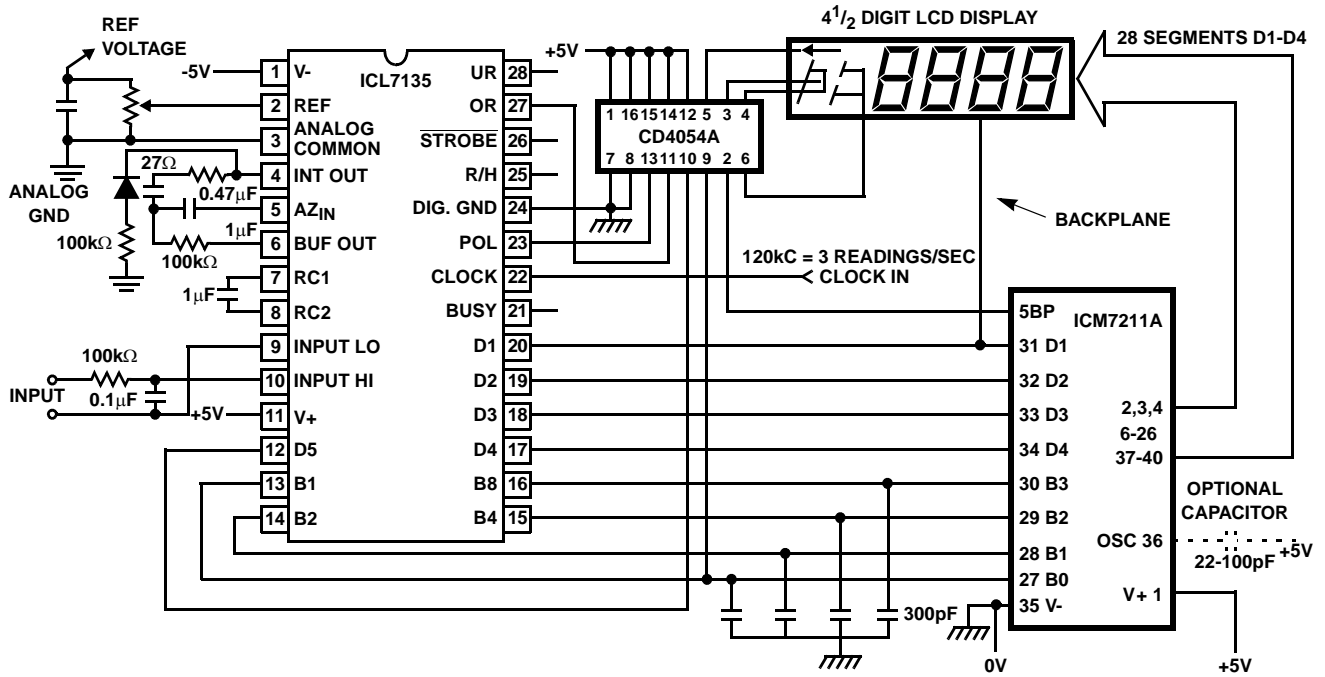 4 1/2 DIGIT LCD DISPLAY
REF
VOLTAGE
28 SEGMENTS D1-D4
+5V
-5V
1 V-
ICL7135
UR 28
2 REF
OR 27
1 16 15 14 12 5 3 4
CD4054A
7 8 13 11 10 9 2 6
3 ANALOG
COMMON
STROBE 26
27Ω
4 INT OUT
R/H 25
0.47μF
ANALOG
GND
5 AZIN
DIG. GND 24
BACKPLANE
100kΩ
1μF
6 BUF OUT
POL 23
100kΩ
120kC = 3 READINGS/SEC
CLOCK IN
7 RC1
CLOCK 22
1μF
8 RC2
BUSY 21
5BP
ICM7211A
9 INPUT LO
D1 20
31 D1
100kΩ
10 INPUT HI
D2 19
32 D2
INPUT
0.1μF
+5V
11 V+
D3 18
33 D3
2,3,4
6-26
37-40
12 D5
D4 17
34 D4
13 B1
B8 16
30 B3
OPTIONAL
CAPACITOR
14 B2
B4 15
29 B2
OSC 36
+5V
22-100pF
28 B1
27 B0
V+ 1
35 V-
300pF
0V
+5V